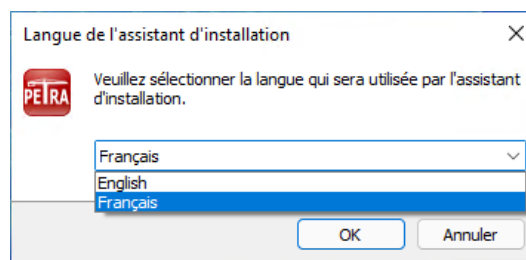 Langue de l'assistant d'installation
PETRA
Veuillez sélectionner la langue qui sera utilisée par l'assistant
d'installation.
Français
English
Français
OK Annuler